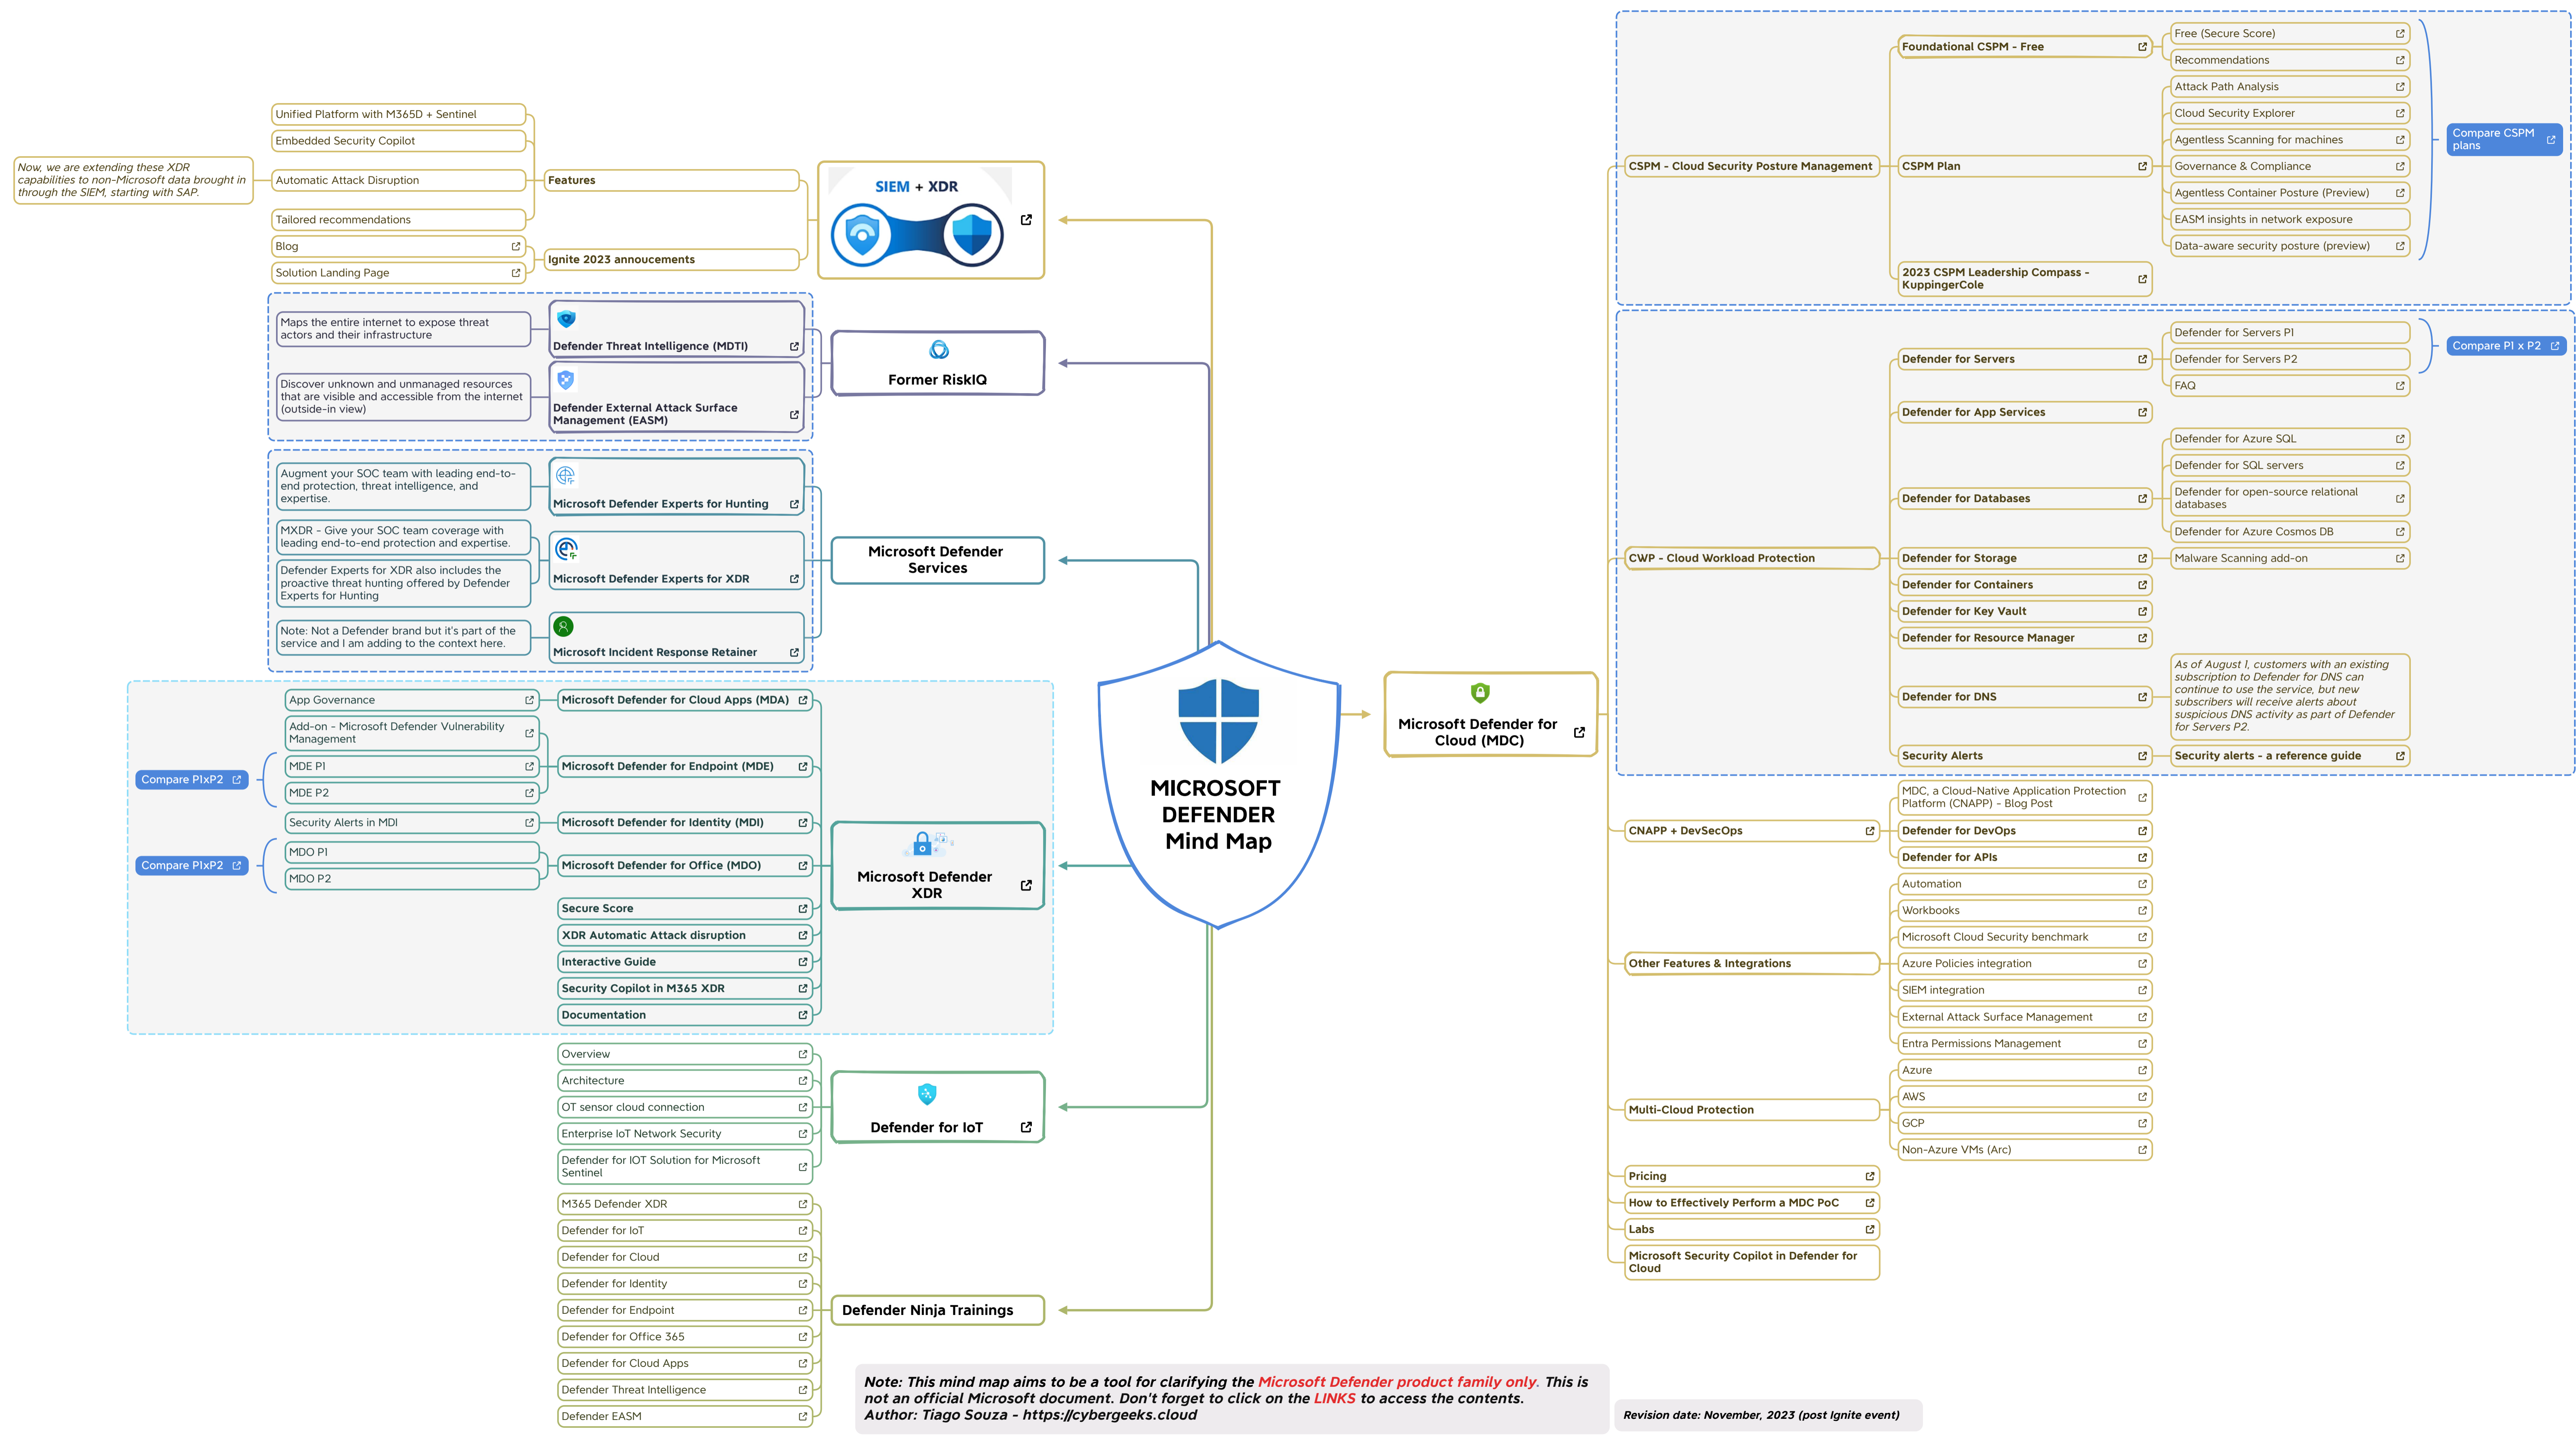 SIEM + XDR
Features
Unified Platform with M365D + Sentinel
Embedded Security Copilot
Automatic Attack Disruption
Now, we are extending these XDR
capabilities to non-Microsoft data brought in
through the SIEM, starting with SAP.
Tailored recommendations
Ignite 2023 annoucements
Blog
Solution Landing Page
Former RiskIQ
Defender Threat Intelligence (MDTI)
Maps the entire internet to expose threat
actors and their infrastructure
Defender External Attack Surface
Management (EASM)
Discover unknown and unmanaged resources
that are visible and accessible from the internet
(outside-in view)
Microsoft Defender
Services
Microsoft Defender Experts for Hunting
Augment your SOC team with leading end-to-
end protection, threat intelligence, and
expertise.
Microsoft Defender Experts for XDR
MXDR - Give your SOC team coverage with
leading end-to-end protection and expertise.
Defender Experts for XDR also includes the
proactive threat hunting offered by Defender
Experts for Hunting
Microsoft Incident Response Retainer
Note: Not a Defender brand but it's part of the
service and I am adding to the context here.
Microsoft Defender
XDR
Microsoft Defender for Cloud Apps (MDA)
App Governance
Microsoft Defender for Endpoint (MDE)
Add-on - Microsoft Defender Vulnerability
Management
MDE P1
MDE P2
Compare P1xP2
Microsoft Defender for Identity (MDI)
Security Alerts in MDI
Microsoft Defender for Office (MDO)
MDO P1
MDO P2
Compare P1xP2
Secure Score
XDR Automatic Attack disruption
Interactive Guide
Security Copilot in M365 XDR
Documentation
Defender for IoT
Overview
Architecture
OT sensor cloud connection
Enterprise IoT Network Security
Defender for IOT Solution for Microsoft
Sentinel
Defender Ninja Trainings
M365 Defender XDR
Defender for IoT
Defender for Cloud
Defender for Identity
Defender for Endpoint
Defender for Office 365
Defender for Cloud Apps
Defender Threat Intelligence
Defender EASM
MICROSOFT
DEFENDER
Mind Map
Microsoft Defender for
Cloud (MDC)
CSPM - Cloud Security Posture Management
Foundational CSPM - Free
Free (Secure Score)
Recommendations
CSPM Plan
Attack Path Analysis
Cloud Security Explorer
Agentless Scanning for machines
Governance & Compliance
Agentless Container Posture (Preview)
EASM insights in network exposure
Data-aware security posture (preview)
Compare CSPM
plans
2023 CSPM Leadership Compass -
KuppingerCole
CWP - Cloud Workload Protection
Defender for Servers
Defender for Servers P1
Defender for Servers P2
FAQ
Compare P1 x P2
Defender for App Services
Defender for Databases
Defender for Azure SQL
Defender for SQL servers
Defender for open-source relational
databases
Defender for Azure Cosmos DB
Defender for Storage
Malware Scanning add-on
Defender for Containers
Defender for Key Vault
Defender for Resource Manager
Defender for DNS
As of August 1, customers with an existing
subscription to Defender for DNS can
continue to use the service, but new
subscribers will receive alerts about
suspicious DNS activity as part of Defender
for Servers P2.
Security Alerts
Security alerts - a reference guide
CNAPP + DevSecOps
MDC, a Cloud-Native Application Protection
Platform (CNAPP) - Blog Post
Defender for DevOps
Defender for APIs
Other Features & Integrations
Automation
Workbooks
Microsoft Cloud Security benchmark
Azure Policies integration
SIEM integration
External Attack Surface Management
Entra Permissions Management
Multi-Cloud Protection
Azure
AWS
GCP
Non-Azure VMs (Arc)
Pricing
How to Effectively Perform a MDC PoC
Labs
Microsoft Security Copilot in Defender for
Cloud
Note: This mind map aims to be a tool for clarifying the Microsoft Defender product family only. This is
not an official Microsoft document. Don't forget to click on the LINKS to access the contents.
Author: Tiago Souza - https://cybergeeks.cloud
Revision date: November, 2023 (post Ignite event)